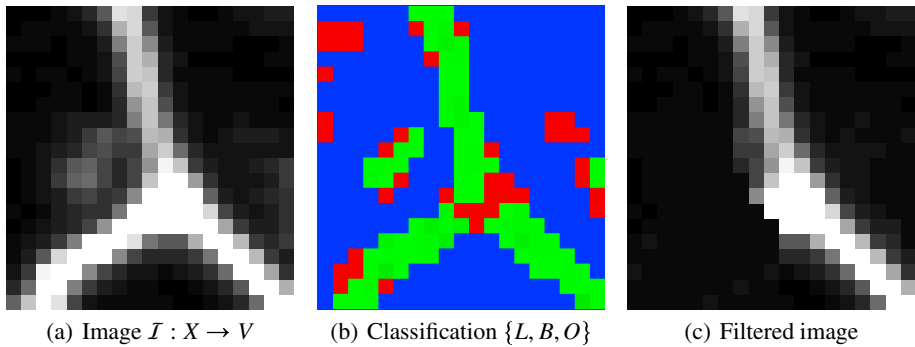 (a) Image ℐ : X → V
(b) Classification {L, B, O}
(c) Filtered image